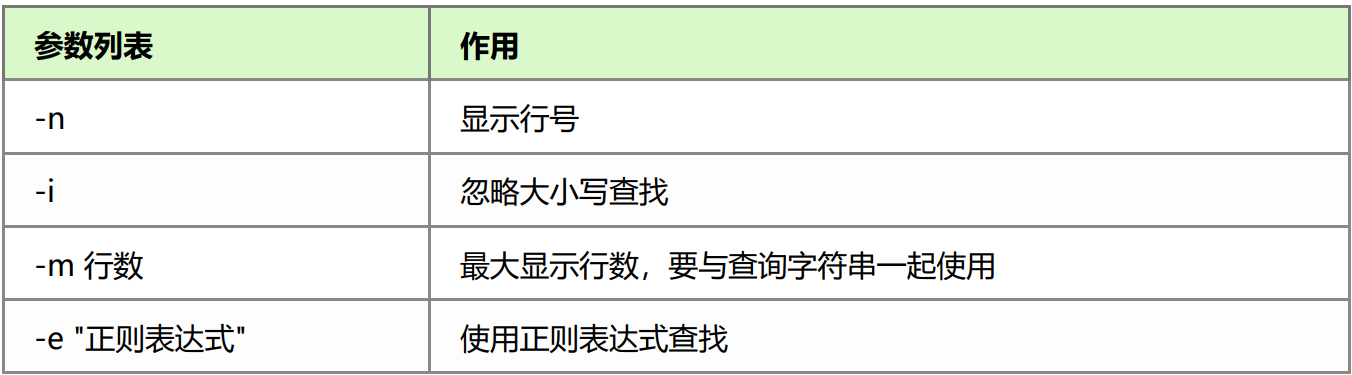 参数列表 作用
-n 显示行号
-i 忽略大小写查找
-m 行数 最大显示行数，要与查询字符串一起使用
-e "正则表达式" 使用正则表达式查找